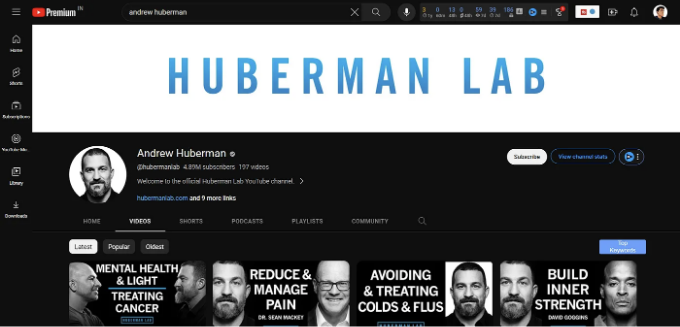 Premium IN
andrew huberman
HUBERMAN LAB
Home
Shorts
Subscriptions
Library
Downloads
Andrew Huberman
@hubermanlab 4.89M subscribers 197 videos
Welcome to the official Huberman Lab YouTube channel.
hubermanlab.com and 9 more links
Subscribe
View channel stats
HOME VIDEOS SHORTS PODCASTS PLAYLISTS COMMUNITY
Latest Popular Oldest
Top
Keywords
MENTAL HEALTH
& LIGHT
TREATING
CANCER
HUBERMAN LAB
REDUCE &
MANAGE
PAIN
DR. SEAN MACKEY
AVOIDING
& TREATING
COLDS & FLUS
HUBERMAN LAB
BUILD
INNER
STRENGTH
DAVID GOGGINS